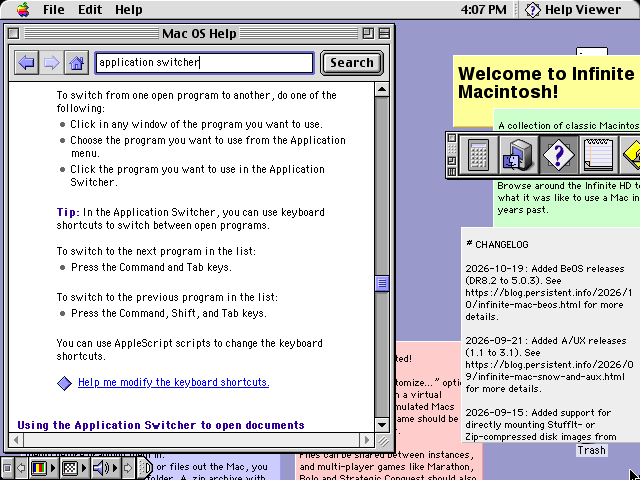 File Edit Help
4:07 PM
Help Viewer
Mac OS Help
application switcher
Search
To switch from one open program to another, do one of the
following:
Click in any window of the program you want to use.
Choose the program you want to use from the Application
menu.
Click the program you want to use in the Application
Switcher.
Tip: In the Application Switcher, you can use keyboard
shortcuts to switch between open programs.
To switch to the next program in the list:
Press the Command and Tab keys.
To switch to the previous program in the list:
Press the Command, Shift, and Tab keys.
You can use AppleScript scripts to change the keyboard
shortcuts.
Help me modify the keyboard shortcuts.
Using the Application Switcher to open documents
Welcome to Infinite
Macintosh!
A collection of classic Macintos
Browse around the Infinite HD to
what it was like to use a Mac in
years past.
# CHANGELOG
2026-10-19: Added BeOS releases
(DR8.2 to 5.0.3). See
https://blog.persistent.info/2026/1
0/infinite-mac-beos.html for more
details.
2026-09-21: Added A/UX releases
(1.1 to 3.1). See
https://blog.persistent.info/2026/0
9/infinite-mac-snow-and-aux.html
for more details.
2026-09-15: Added support for
directly mounting StuffIt- or
Zip-compressed disk images from
Trash
ted!
tomize..." optio
h a virtual
mulated Macs
ame should be
r.
Files can be shared between instances,
and multi-player games like Marathon,
Bolo and Strategic Conquest should also
or files out the Mac, you
folder. A zip archive with